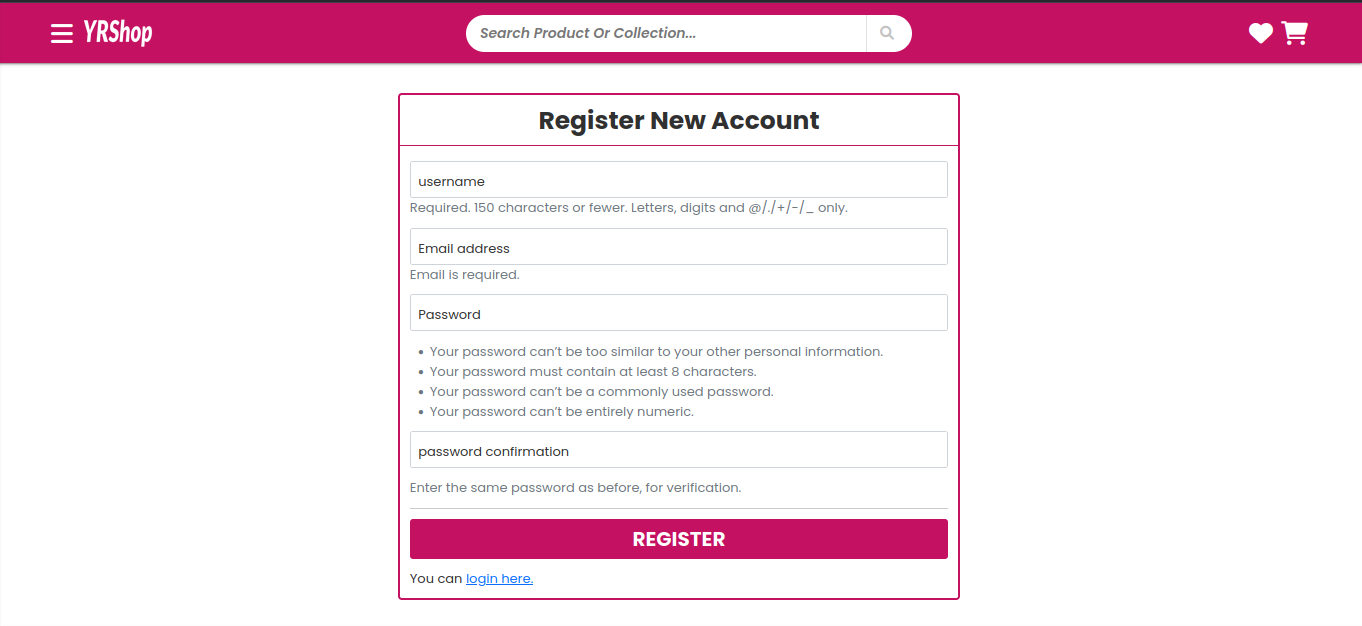 YRShop
Search Product Or Collection...
Register New Account
username
Required. 150 characters or fewer. Letters, digits and @/./+/-/_ only.
Email address
Email is required.
Password
• Your password can’t be too similar to your other personal information.
• Your password must contain at least 8 characters.
• Your password can’t be a commonly used password.
• Your password can’t be entirely numeric.
password confirmation
Enter the same password as before, for verification.
REGISTER
You can login here.